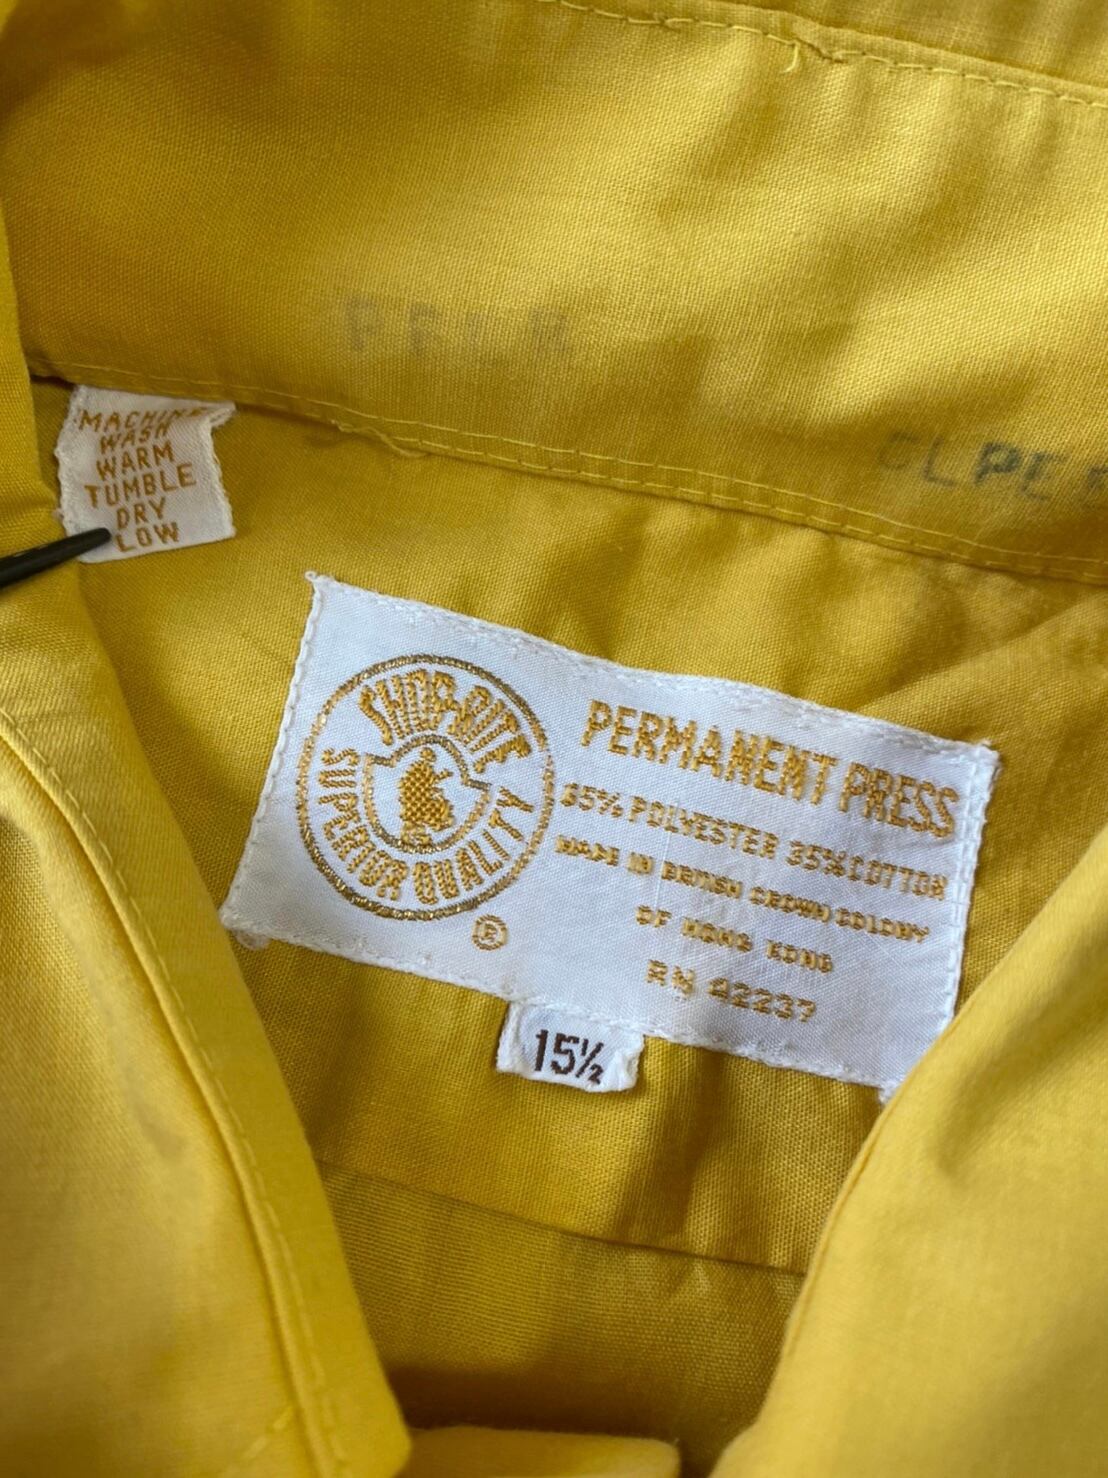 MACHINE
WASH
WARM
TUMBLE
DRY
LOW
SHOP-RITE
SUPERIOR QUALITY
®
PERMANENT PRESS
65% POLYESTER 35% COTTON
MADE IN BRITISH CROWN COLONY
OF HONG KONG
RN 42237
15½